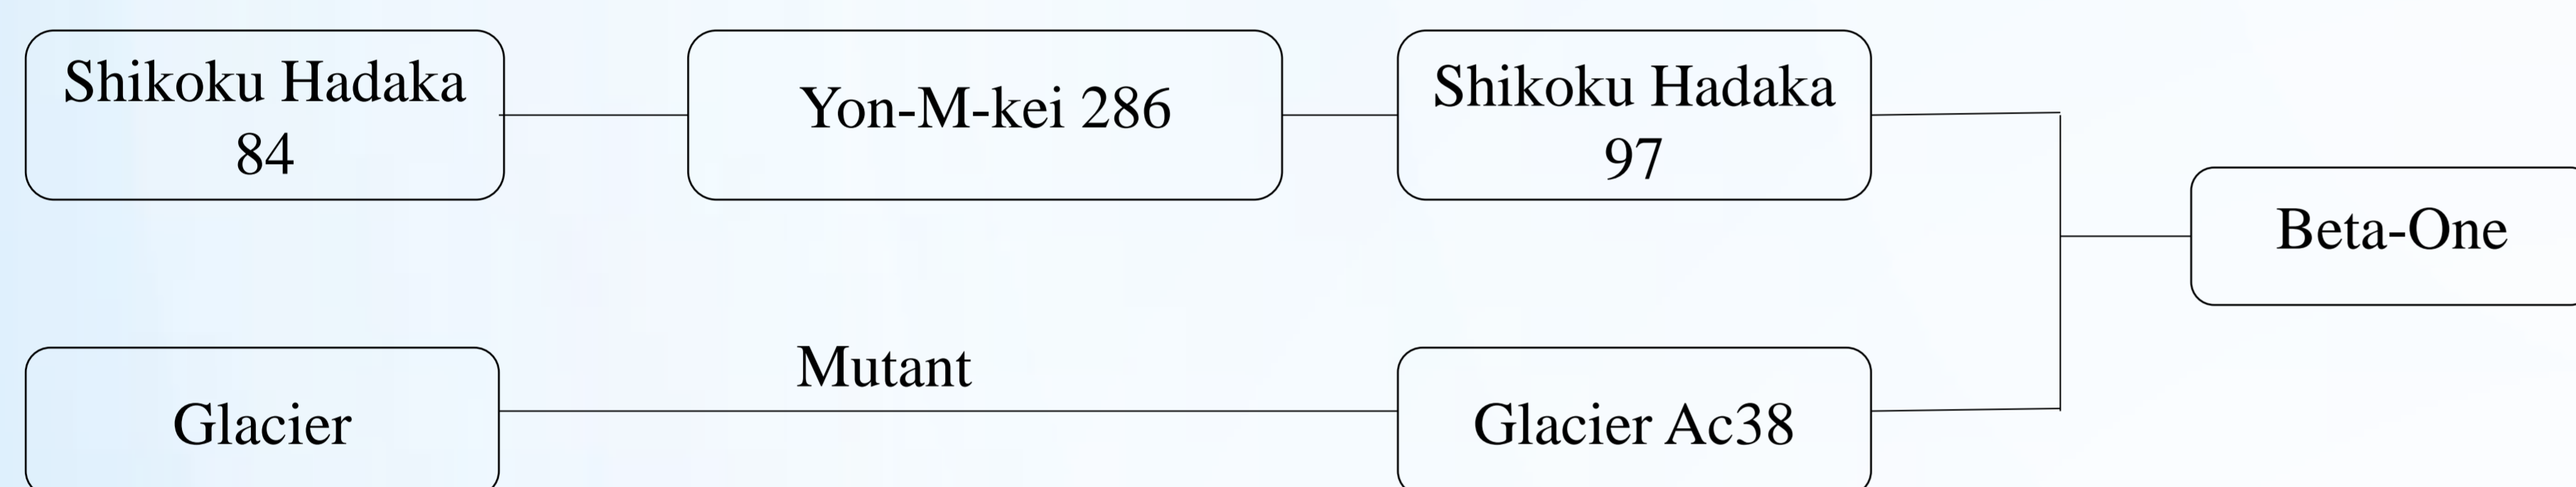 Shikoku Hadaka
84
Yon-M-kei 286
Shikoku Hadaka
97
Beta-One
Mutant
Glacier
Glacier Ac38